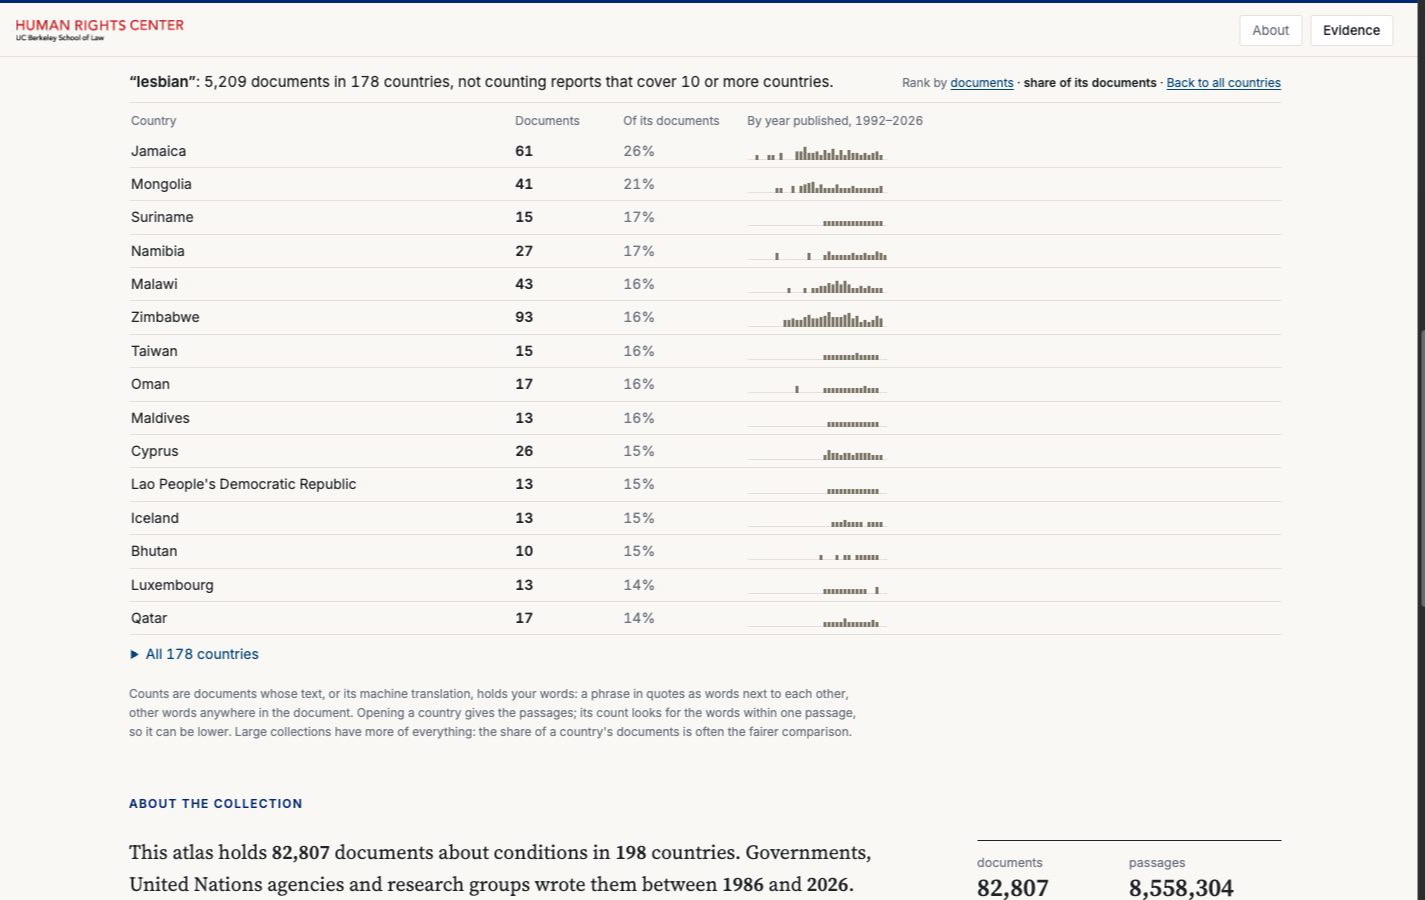 HUMAN RIGHTS CENTER
UC Berkeley School of Law
About
Evidence
“lesbian”: 5,209 documents in 178 countries, not counting reports that cover 10 or more countries.
Rank by documents · share of its documents · Back to all countries
Country Documents Of its documents By year published, 1992–2026
Jamaica 61 26%
Mongolia 41 21%
Suriname 15 17%
Namibia 27 17%
Malawi 43 16%
Zimbabwe 93 16%
Taiwan 15 16%
Oman 17 16%
Maldives 13 16%
Cyprus 26 15%
Lao People's Democratic Republic 13 15%
Iceland 13 15%
Bhutan 10 15%
Luxembourg 13 14%
Qatar 17 14%
All 178 countries
Counts are documents whose text, or its machine translation, holds your words: a phrase in quotes as words next to each other,
other words anywhere in the document. Opening a country gives the passages; its count looks for the words within one passage,
so it can be lower. Large collections have more of everything: the share of a country's documents is often the fairer comparison.
ABOUT THE COLLECTION
This atlas holds 82,807 documents about conditions in 198 countries. Governments,
United Nations agencies and research groups wrote them between 1986 and 2026.
documents passages
82,807 8,558,304